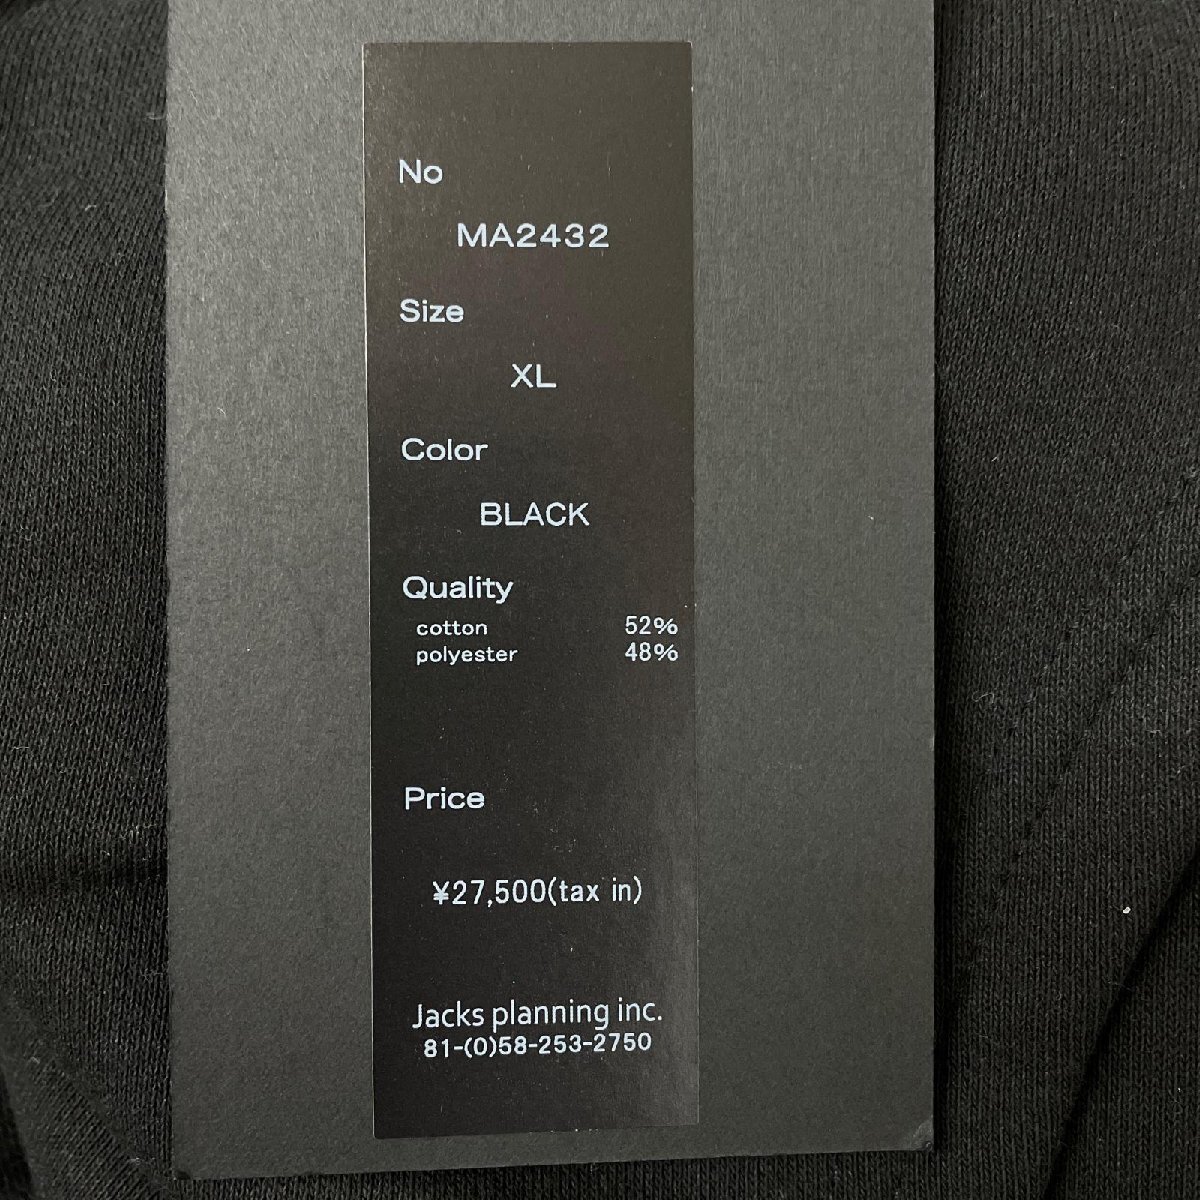 No
MA2432
Size
XL
Color
BLACK
Quality
cotton 52%
polyester 48%
Price
¥27,500(tax in)
Jacks planning inc.
81-(0)58-253-2750